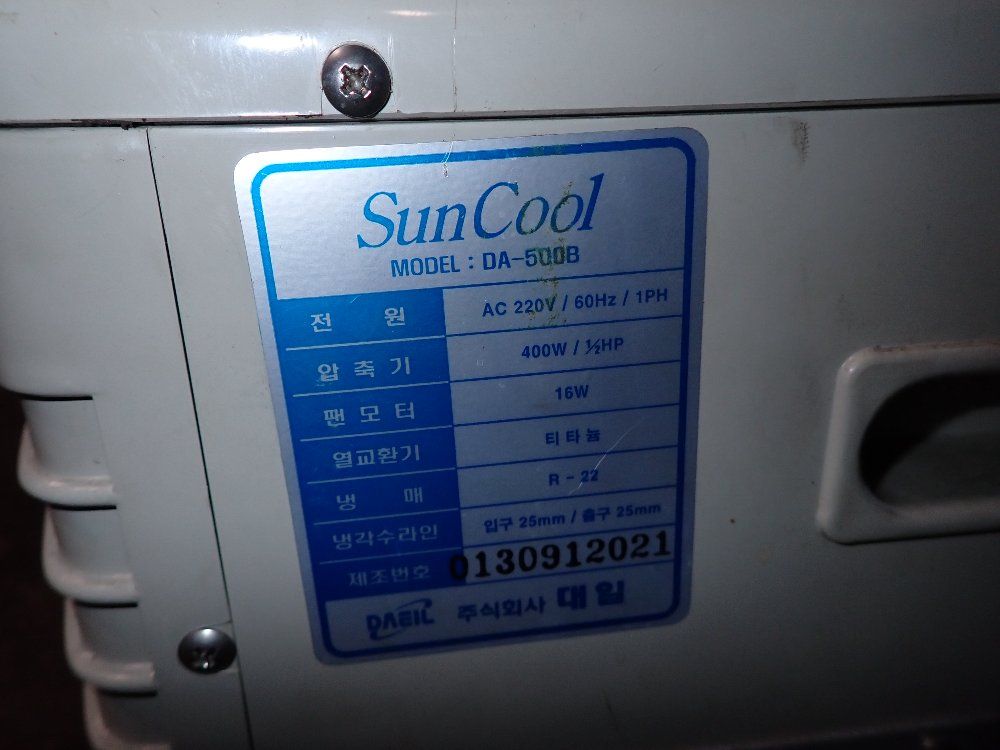 SunCool
MODEL : DA-500B
전 원 AC 220V / 60Hz / 1PH
압 축 기 400W / ½HP
팬 모 터 16W
열교환기 티타늄
냉 매 R - 22
냉각수라인 입구 25mm / 출구 25mm
제조번호 0130912021
DAEIL 주식회사 대일